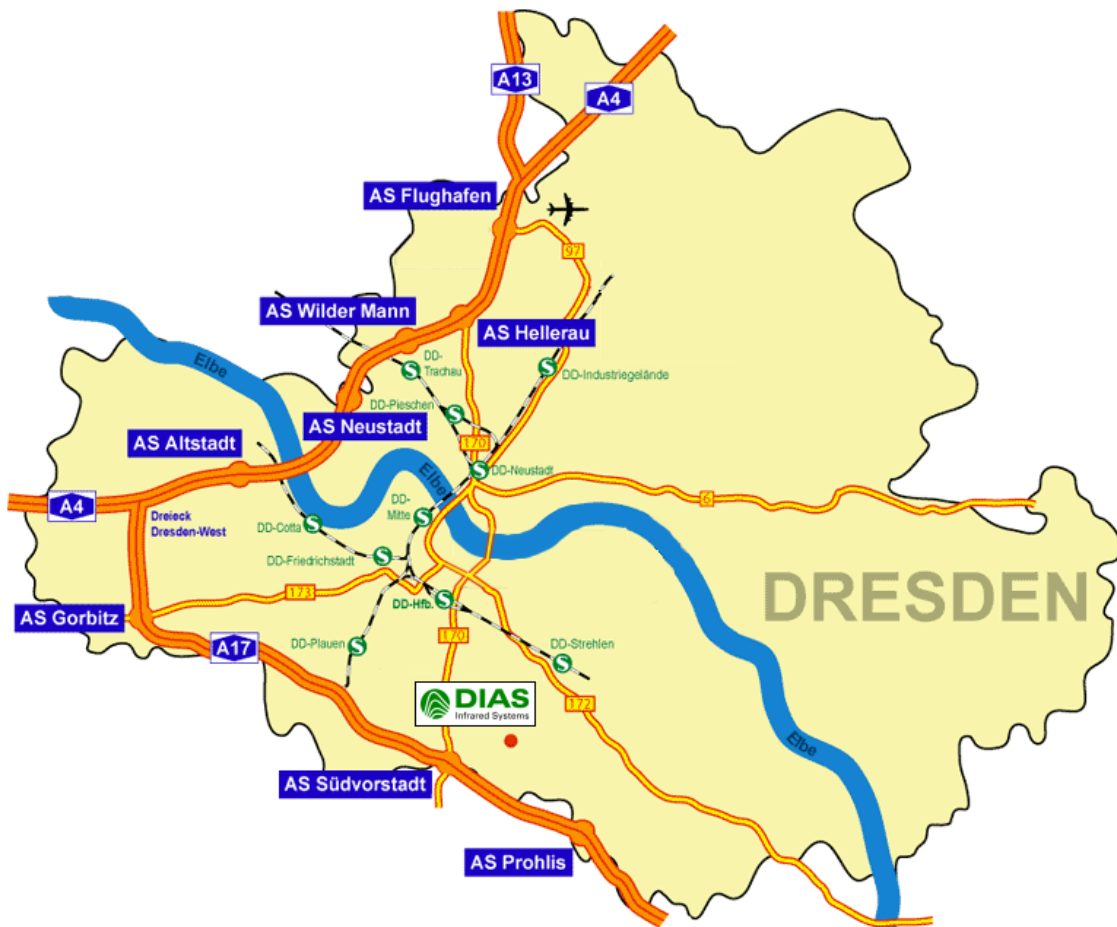 A13
A4
AS Flughafen
97
AS Wilder Mann
AS Hellerau
Elbe
DD-
Trachau
DD-Industriegelände
DD-Pieschen
AS Neustadt
AS Altstadt
170
DD-Neustadt
Elbe
6
A4
DD-
Mitte
Dreieck
Dresden-West
DD-Cotta
DD-Friedrichstadt
DRESDEN
173
DD-Hfb.
AS Gorbitz
170
A17
DD-Plauen
DD-Strehlen
DIAS
Infrared Systems
172
Elbe
AS Südvorstadt
AS Prohlis
S
S
S
S
S
S
S
S
S
S